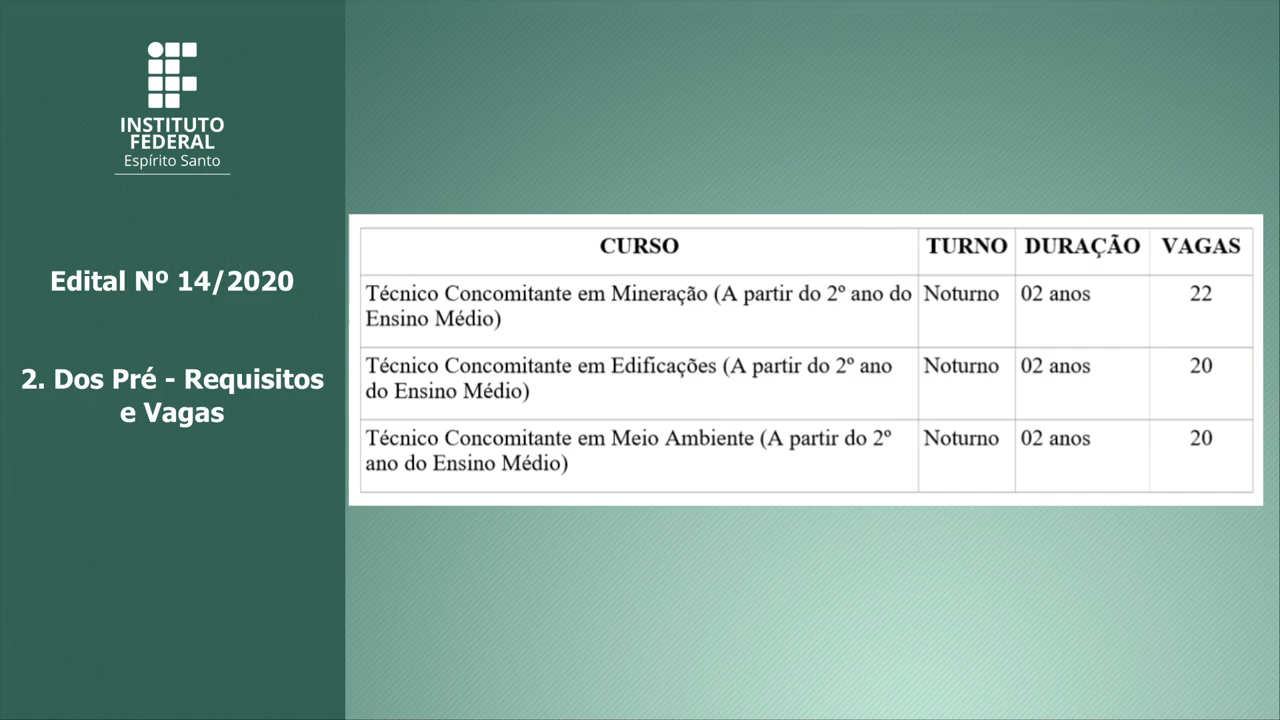 INSTITUTO
FEDERAL
Espírito Santo
Edital Nº 14/2020
2. Dos Pré - Requisitos
e Vagas
CURSO TURNO DURAÇÃO VAGAS
Técnico Concomitante em Mineração (A partir do 2º ano do Noturno 02 anos 22
Ensino Médio)
Técnico Concomitante em Edificações (A partir do 2º ano Noturno 02 anos 20
do Ensino Médio)
Técnico Concomitante em Meio Ambiente (A partir do 2º Noturno 02 anos 20
ano do Ensino Médio)